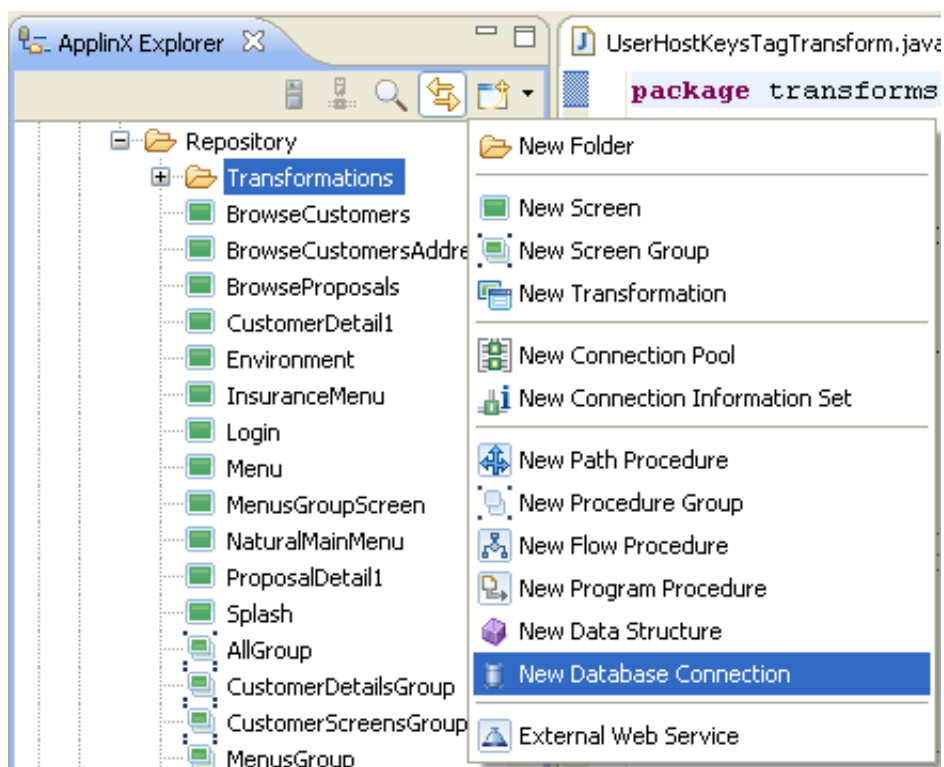 ApplinX Explorer
UserHostKeysTagTransform.java
package transforms
Repository
Transformations
BrowseCustomers
BrowseCustomersAddre
BrowseProposals
CustomerDetail1
Environment
InsuranceMenu
Login
Menu
MenusGroupScreen
NaturalMainMenu
ProposalDetail1
Splash
AllGroup
CustomerDetailsGroup
CustomerScreensGroup
MenusGroup
New Folder
New Screen
New Screen Group
New Transformation
New Connection Pool
New Connection Information Set
New Path Procedure
New Procedure Group
New Flow Procedure
New Program Procedure
New Data Structure
New Database Connection
External Web Service